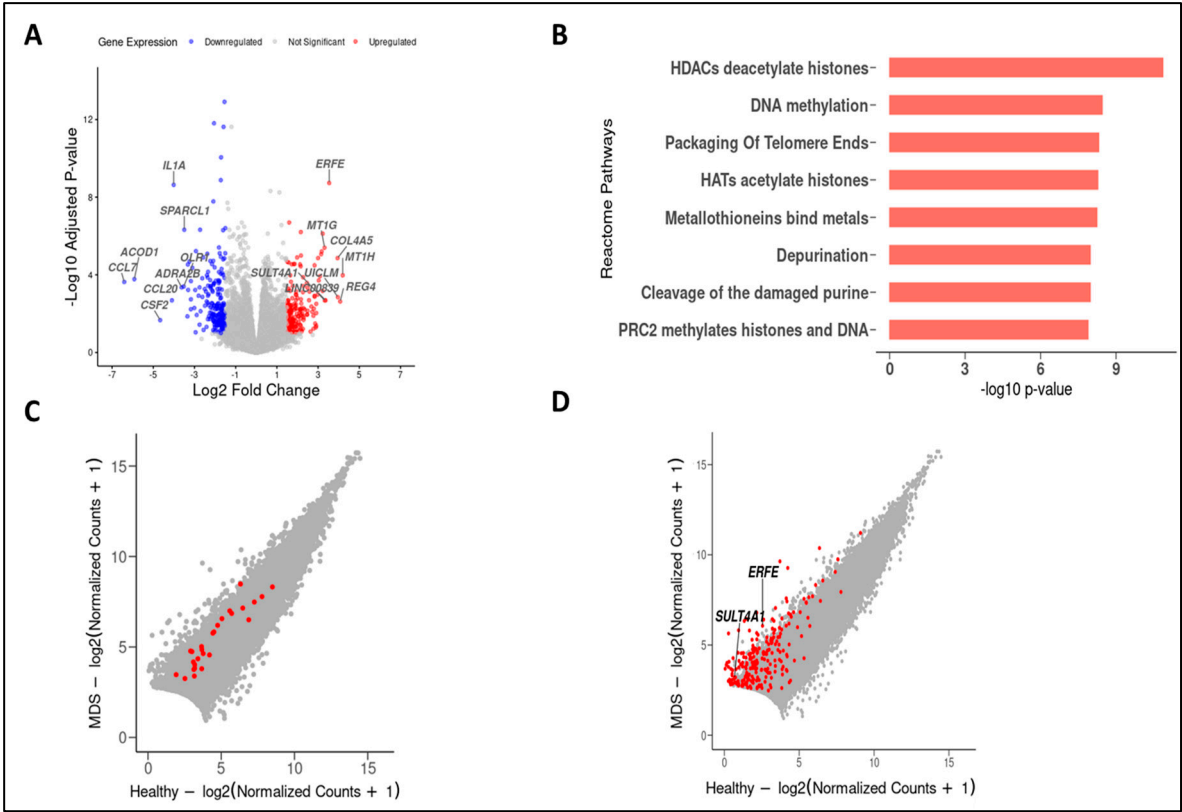 A
Gene Expression Downregulated Not Significant Upregulated
-Log10 Adjusted P-value
12
8
4
0
IL1A
ERFE
SPARCL1
MT1G
COL4A5
ACOD1
OLR1
MT1H
CCL7
ADRA2B
SULT4A1
UICLM
CCL20
LINC00839
REG4
CSF2
-7 -5 -3 -1 1 3 5 7
Log2 Fold Change
B
Reactome Pathways
HDACs deacetylate histones
DNA methylation
Packaging Of Telomere Ends
HATs acetylate histones
Metallothioneins bind metals
Depurination
Cleavage of the damaged purine
PRC2 methylates histones and DNA
0 3 6 9
-log10 p-value
C
MDS – log2(Normalized Counts + 1)
15
10
5
0
0 5 10 15
Healthy – log2(Normalized Counts + 1)
D
MDS – log2(Normalized Counts + 1)
15
10
5
0
ERFE
SULT4A1
0 5 10 15
Healthy – log2(Normalized Counts + 1)